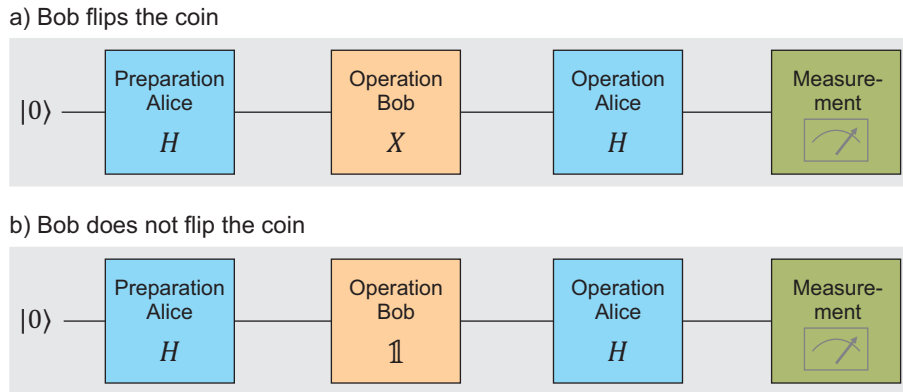 a) Bob flips the coin
|0⟩
Preparation
Alice
H
Operation
Bob
X
Operation
Alice
H
Measure-
ment
b) Bob does not flip the coin
|0⟩
Preparation
Alice
H
Operation
Bob
𝟙
Operation
Alice
H
Measure-
ment